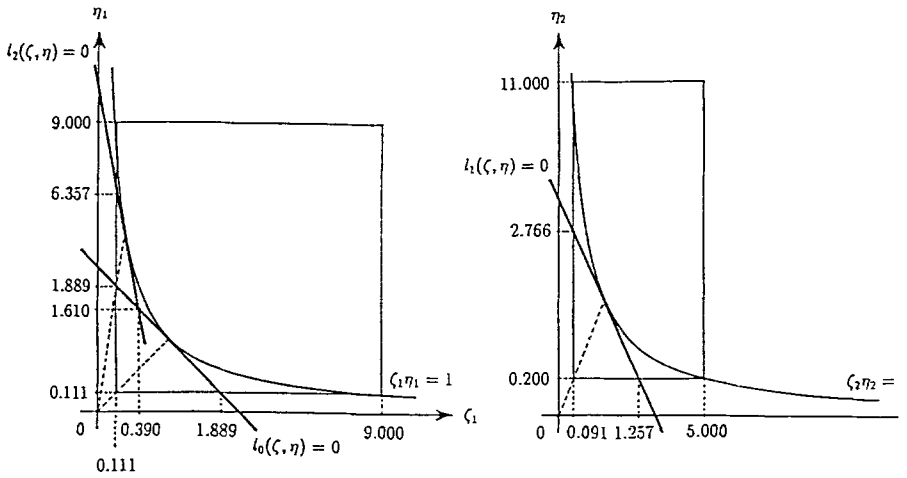 η₁
l₂(ζ, η) = 0
9.000
6.357
1.889
1.610
0.111
0
0.390
1.889
9.000
0.111
ζ₁η₁ = 1
ζ₁
l₀(ζ, η) = 0
η₂
11.000
l₁(ζ, η) = 0
2.766
0.200
0
0.091
1.257
5.000
ζ₂η₂ =